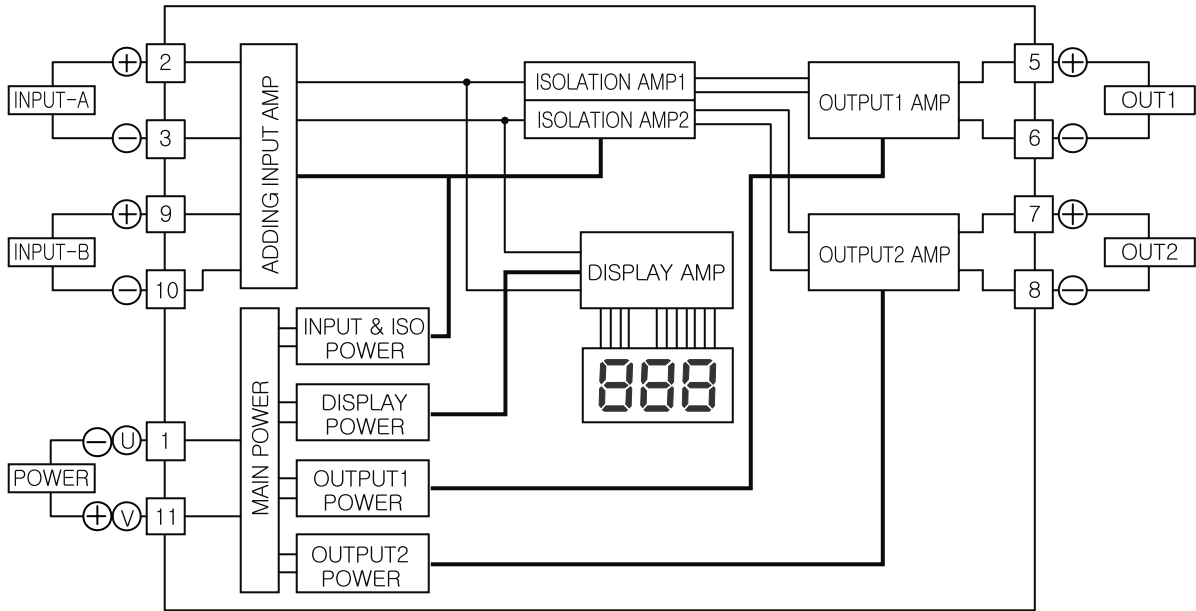 INPUT-A
+
−
2
3
INPUT-B
+
−
9
10
ADDING INPUT AMP
ISOLATION AMP1
ISOLATION AMP2
OUTPUT1 AMP
5
6
+
−
OUT1
DISPLAY AMP
888
OUTPUT2 AMP
7
8
+
−
OUT2
POWER
− U
+ V
1
11
MAIN POWER
INPUT & ISO
POWER
DISPLAY
POWER
OUTPUT1
POWER
OUTPUT2
POWER